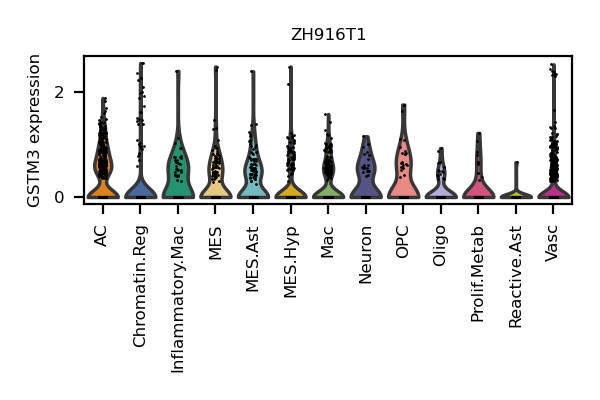 ZH916T1
GSTM3 expression
2
0
AC
Chromatin.Reg
Inflammatory.Mac
MES
MES.Ast
MES.Hyp
Mac
Neuron
OPC
Oligo
Prolif.Metab
Reactive.Ast
Vasc